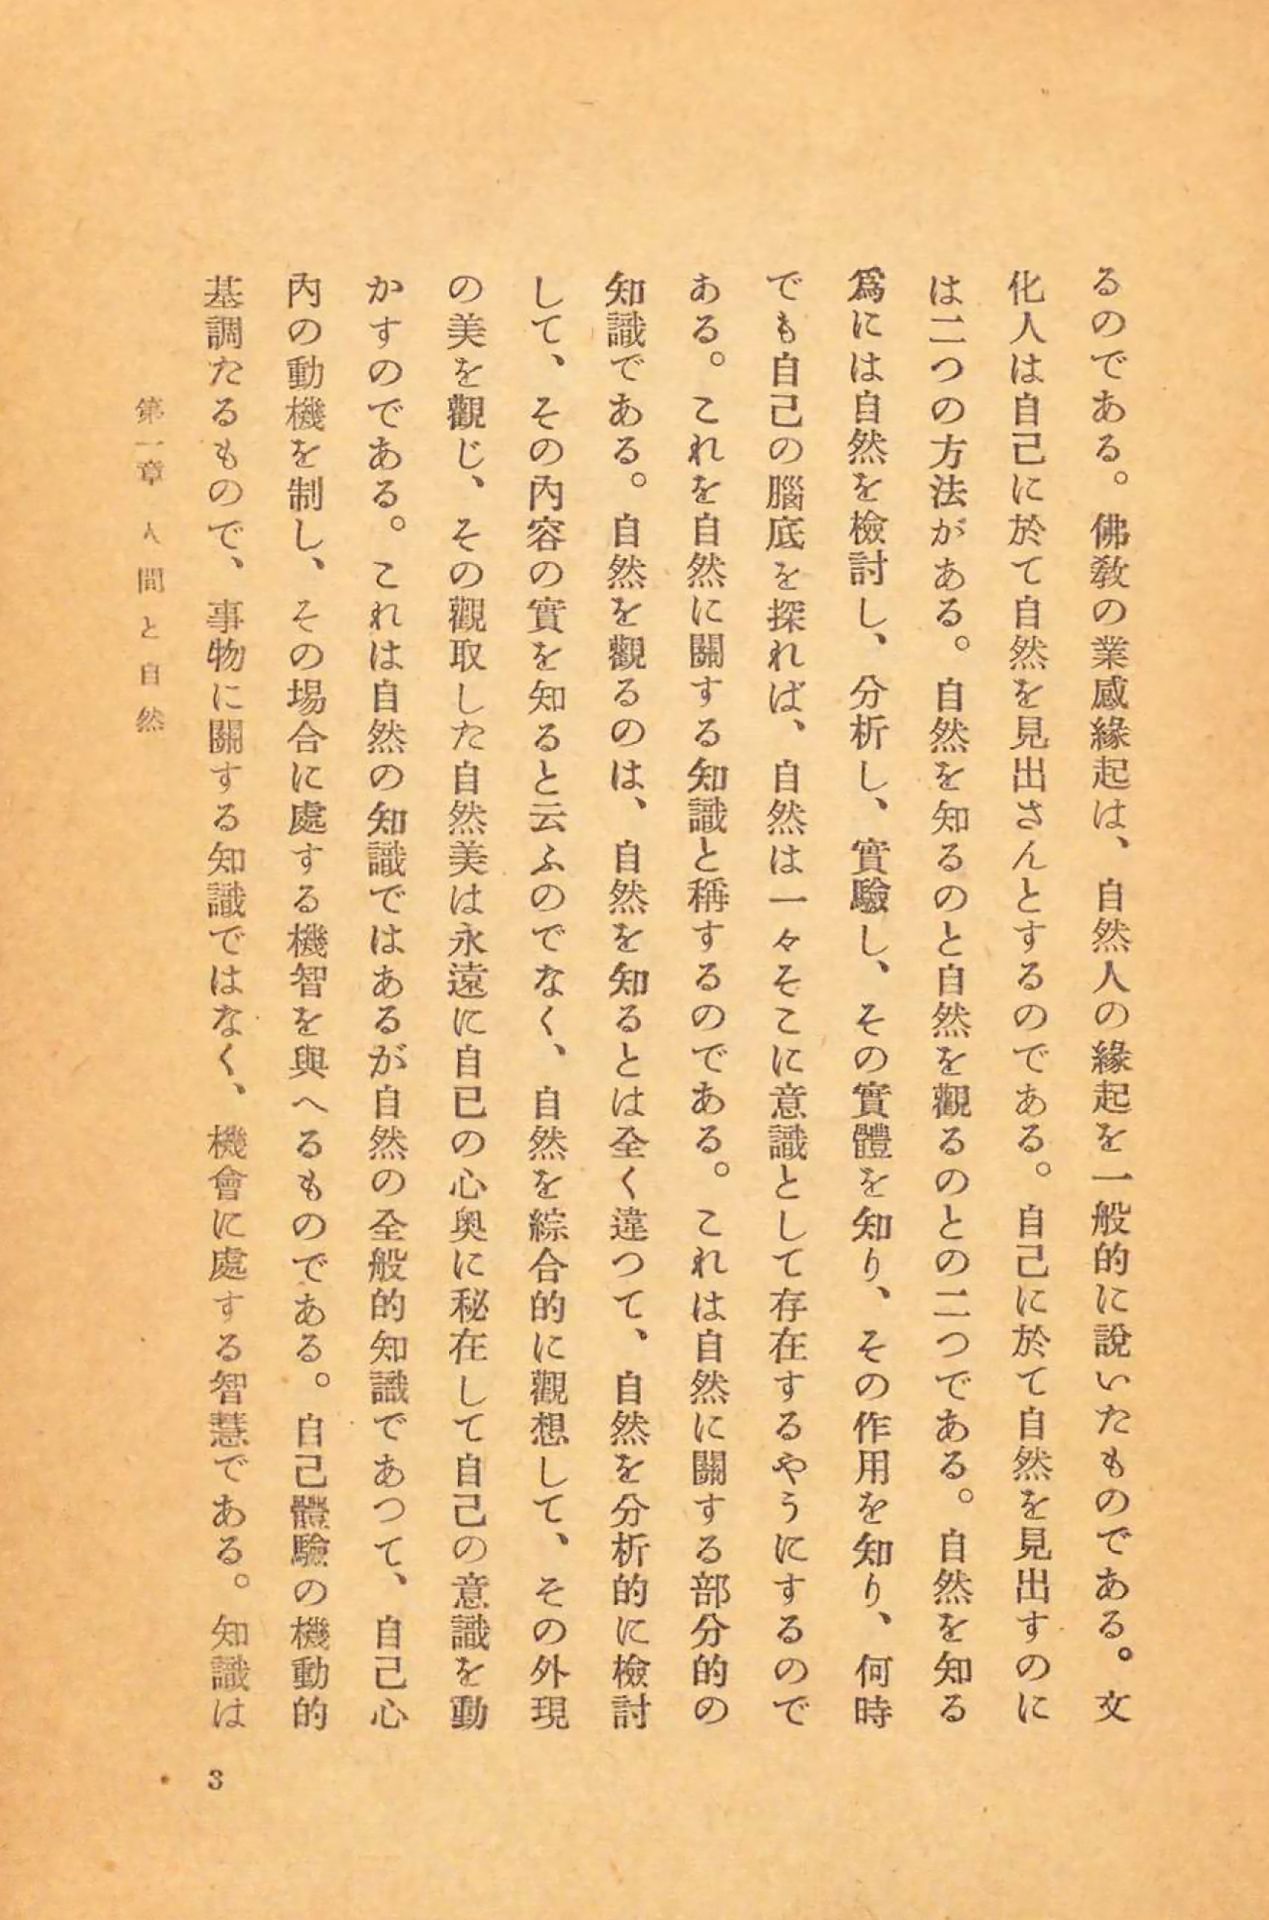 るのである。佛敎の業感緣起は、自然人の緣起を一般的に說いたものである。文
化人は自己に於て自然を見出さんとするのである。自己に於て自然を見出すのに
は二つの方法がある。自然を知るのと自然を觀るのとの二つである。自然を知る
爲には自然を檢討し、分析し、實驗し、その實體を知り、その作用を知り、何時
でも自己の腦底を探れば、自然は一々そこに意識として存在するやうにするので
ある。これを自然に關する知識と稱するのである。これは自然に關する部分的の
知識である。自然を觀るのは、自然を知るとは全く違つて、自然を分析的に檢討
して、その內容の實を知ると云ふのでなく、自然を綜合的に觀想して、その外現
の美を觀じ、その觀取した自然美は永遠に自己の心奧に秘在して自己の意識を動
かすのである。これは自然の知識ではあるが自然の全般的知識であつて、自己心
內の動機を制し、その場合に處する機智を與へるものである。自己體驗の機動的
基調たるもので、事物に關する知識ではなく、機會に處する智慧である。知識は
第一章 人間と自然
3